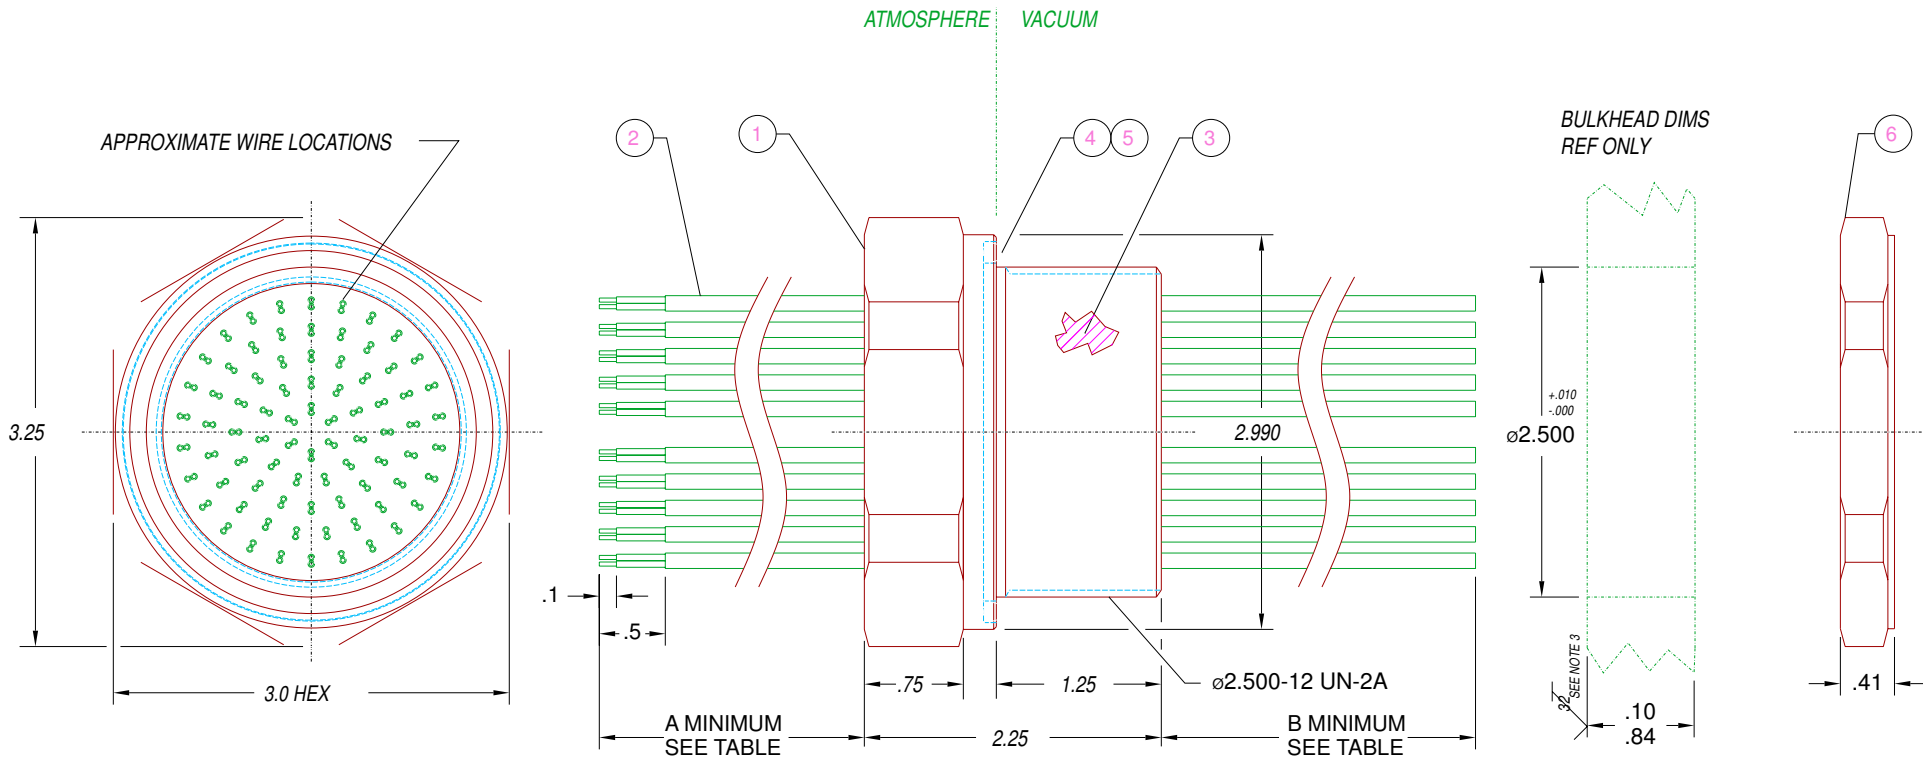 ATMOSPHERE VACUUM
APPROXIMATE WIRE LOCATIONS
2
1
4
5
3
BULKHEAD DIMS
REF ONLY
6
3.25
2.990
+.010
-.000
ø2.500
.1
.5
3.0 HEX
.75
1.25
ø2.500-12 UN-2A
32
SEE NOTE 3
.41
A MINIMUM
SEE TABLE
2.25
B MINIMUM
SEE TABLE
.10
.84